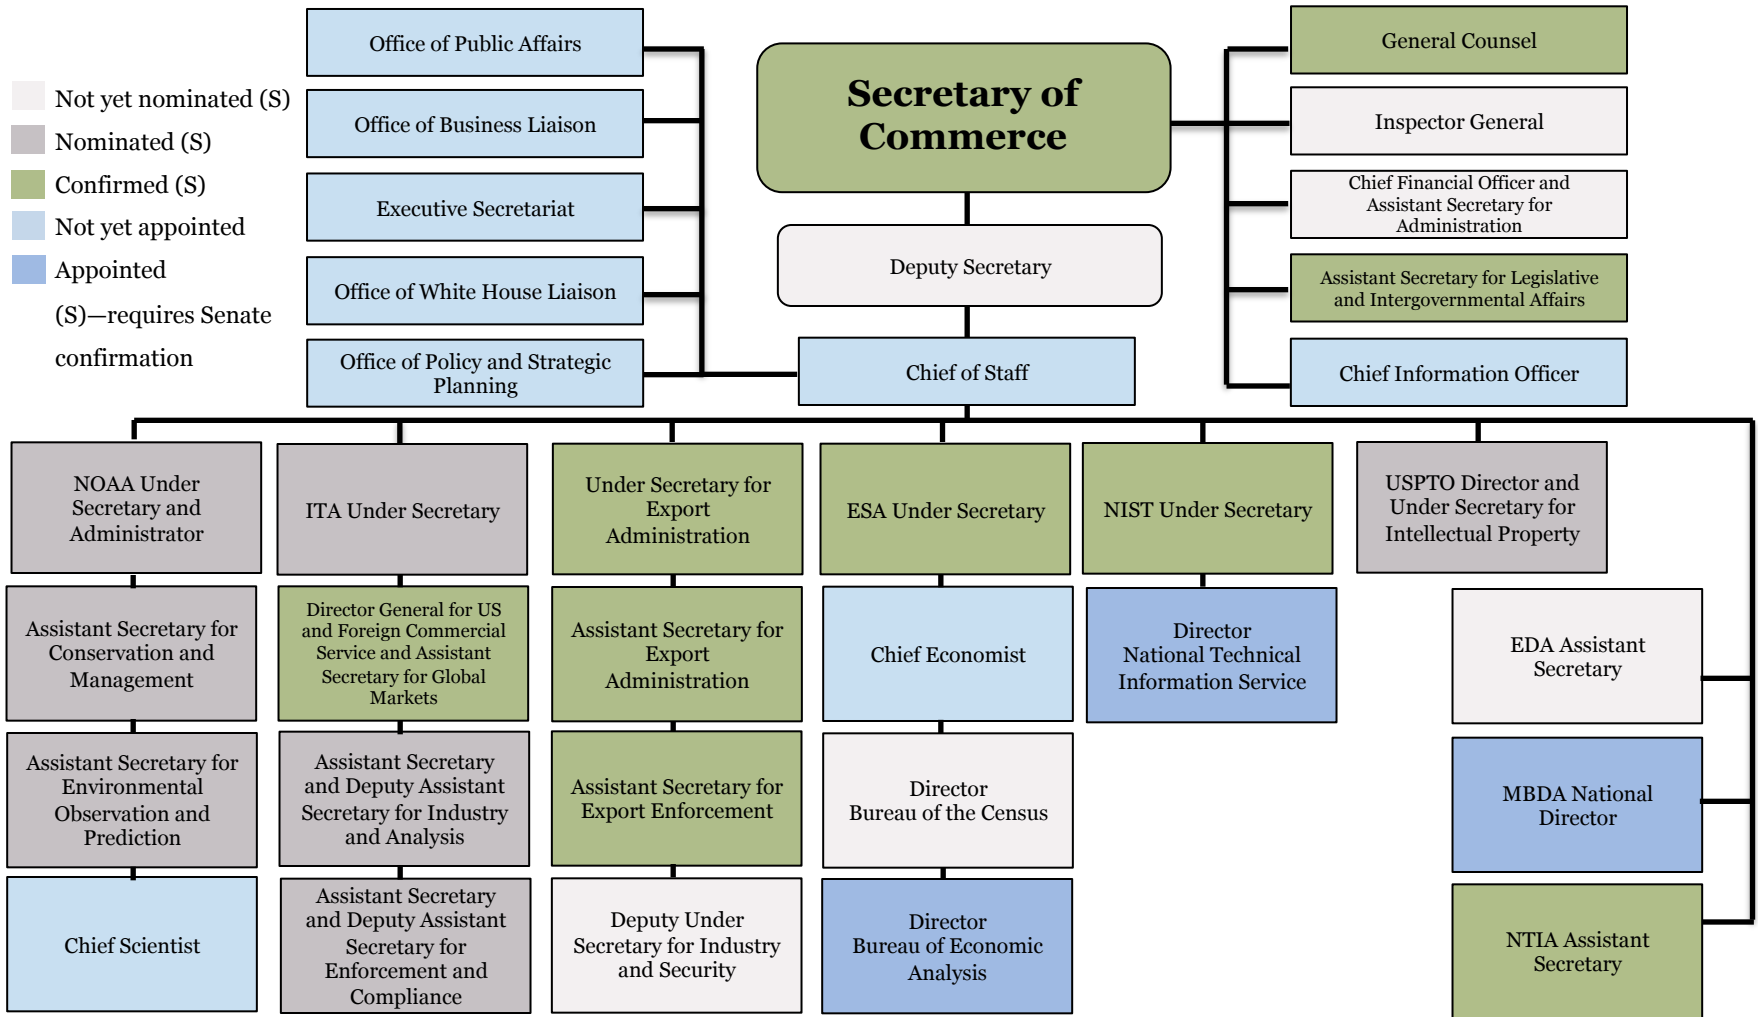 Not yet nominated (S)
Nominated (S)
Confirmed (S)
Not yet appointed
Appointed
(S)—requires Senate
confirmation
Office of Public Affairs
Office of Business Liaison
Executive Secretariat
Office of White House Liaison
Office of Policy and Strategic
Planning
Secretary of
Commerce
Deputy Secretary
Chief of Staff
General Counsel
Inspector General
Chief Financial Officer and
Assistant Secretary for
Administration
Assistant Secretary for Legislative
and Intergovernmental Affairs
Chief Information Officer
NOAA Under
Secretary and
Administrator
Assistant Secretary for
Conservation and
Management
Assistant Secretary for
Environmental
Observation and
Prediction
Chief Scientist
ITA Under Secretary
Director General for US
and Foreign Commercial
Service and Assistant
Secretary for Global
Markets
Assistant Secretary
and Deputy Assistant
Secretary for Industry
and Analysis
Assistant Secretary
and Deputy Assistant
Secretary for
Enforcement and
Compliance
Under Secretary for
Export
Administration
Assistant Secretary for
Export
Administration
Assistant Secretary for
Export Enforcement
Deputy Under
Secretary for Industry
and Security
ESA Under Secretary
Chief Economist
Director
Bureau of the Census
Director
Bureau of Economic
Analysis
NIST Under Secretary
Director
National Technical
Information Service
USPTO Director and
Under Secretary for
Intellectual Property
EDA Assistant
Secretary
MBDA National
Director
NTIA Assistant
Secretary